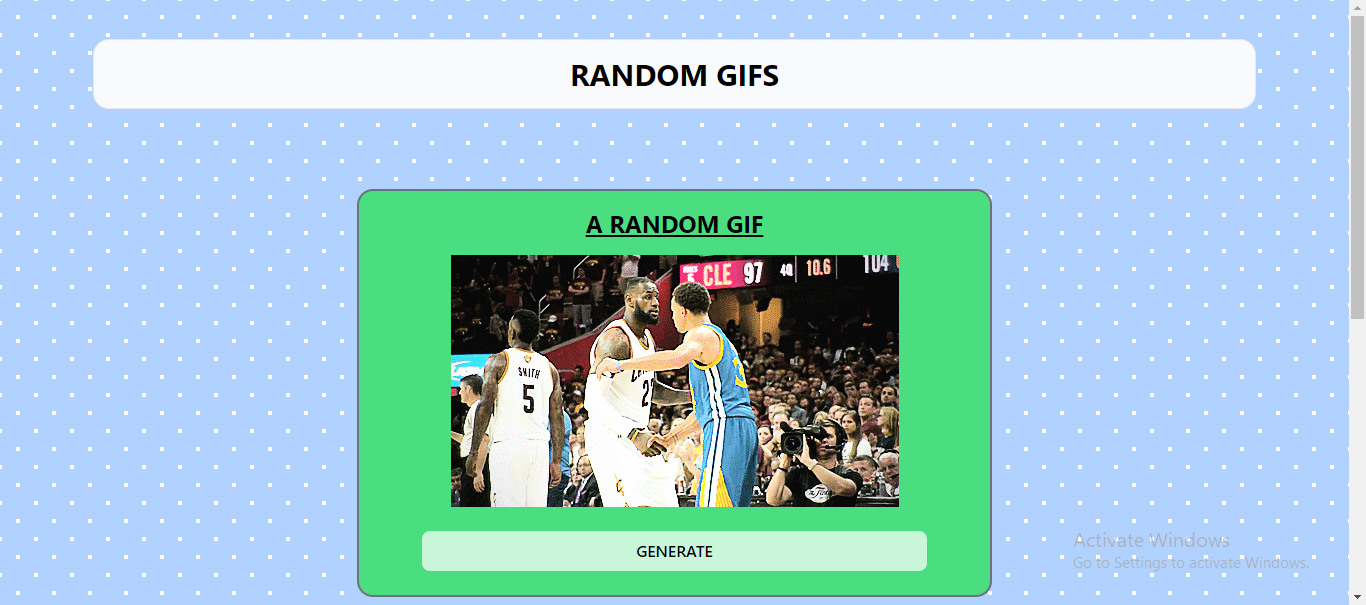 RANDOM GIFS
A RANDOM GIF
CLE 97 4Q 10.6 104
5
SMITH
5
GENERATE
Activate Windows
Go to Settings to activate Windows.